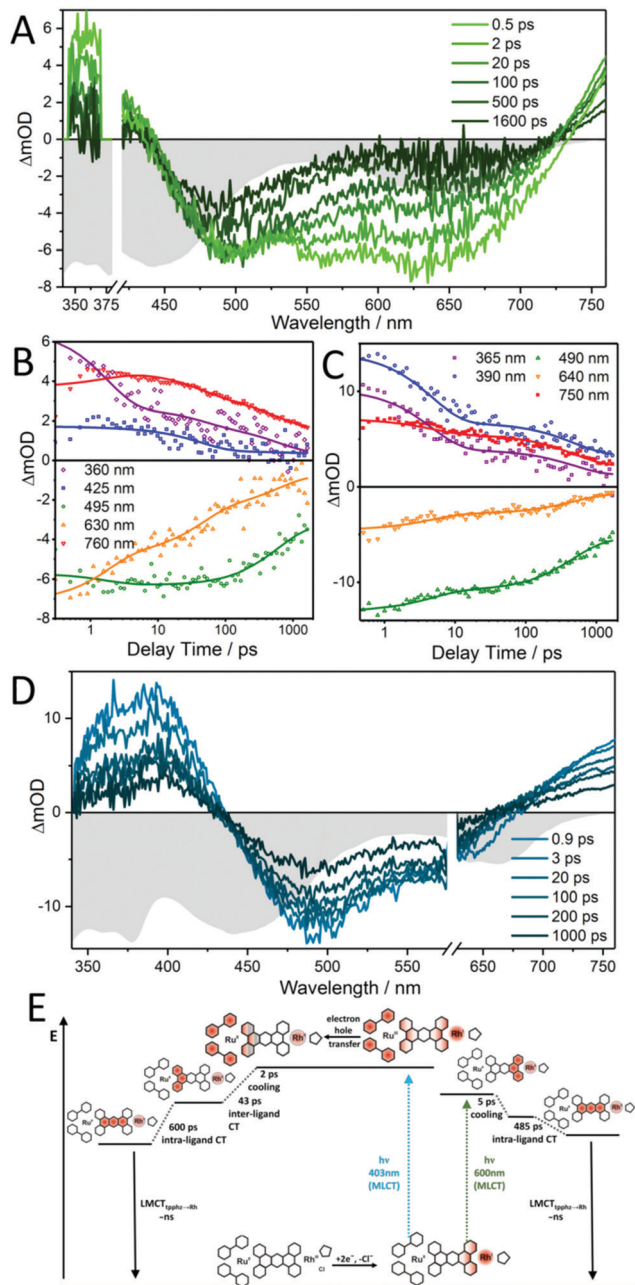 A
ΔmOD
6
4
2
0
-2
-4
-6
-8
0.5 ps
2 ps
20 ps
100 ps
500 ps
1600 ps
350 375 450 500 550 600 650 700 750
Wavelength / nm
B
ΔmOD
6
4
2
0
-2
-4
-6
-8
360 nm
425 nm
495 nm
630 nm
760 nm
1 10 100 1000
Delay Time / ps
C
ΔmOD
10
0
-10
365 nm
390 nm
490 nm
640 nm
750 nm
1 10 100 1000
Delay Time / ps
D
ΔmOD
10
0
-10
0.9 ps
3 ps
20 ps
100 ps
200 ps
1000 ps
350 400 450 500 550 650 700 750
Wavelength / nm
E
E
electron
hole
transfer
2 ps
cooling
43 ps
inter-ligand
CT
600 ps
intra-ligand CT
5 ps
cooling
485 ps
intra-ligand CT
hν
403nm
(MLCT)
hν
600nm
(MLCT)
LMCTtpphz→Rh
~ns
LMCTtpphz→Rh
~ns
+2e⁻, -Cl⁻
Cl